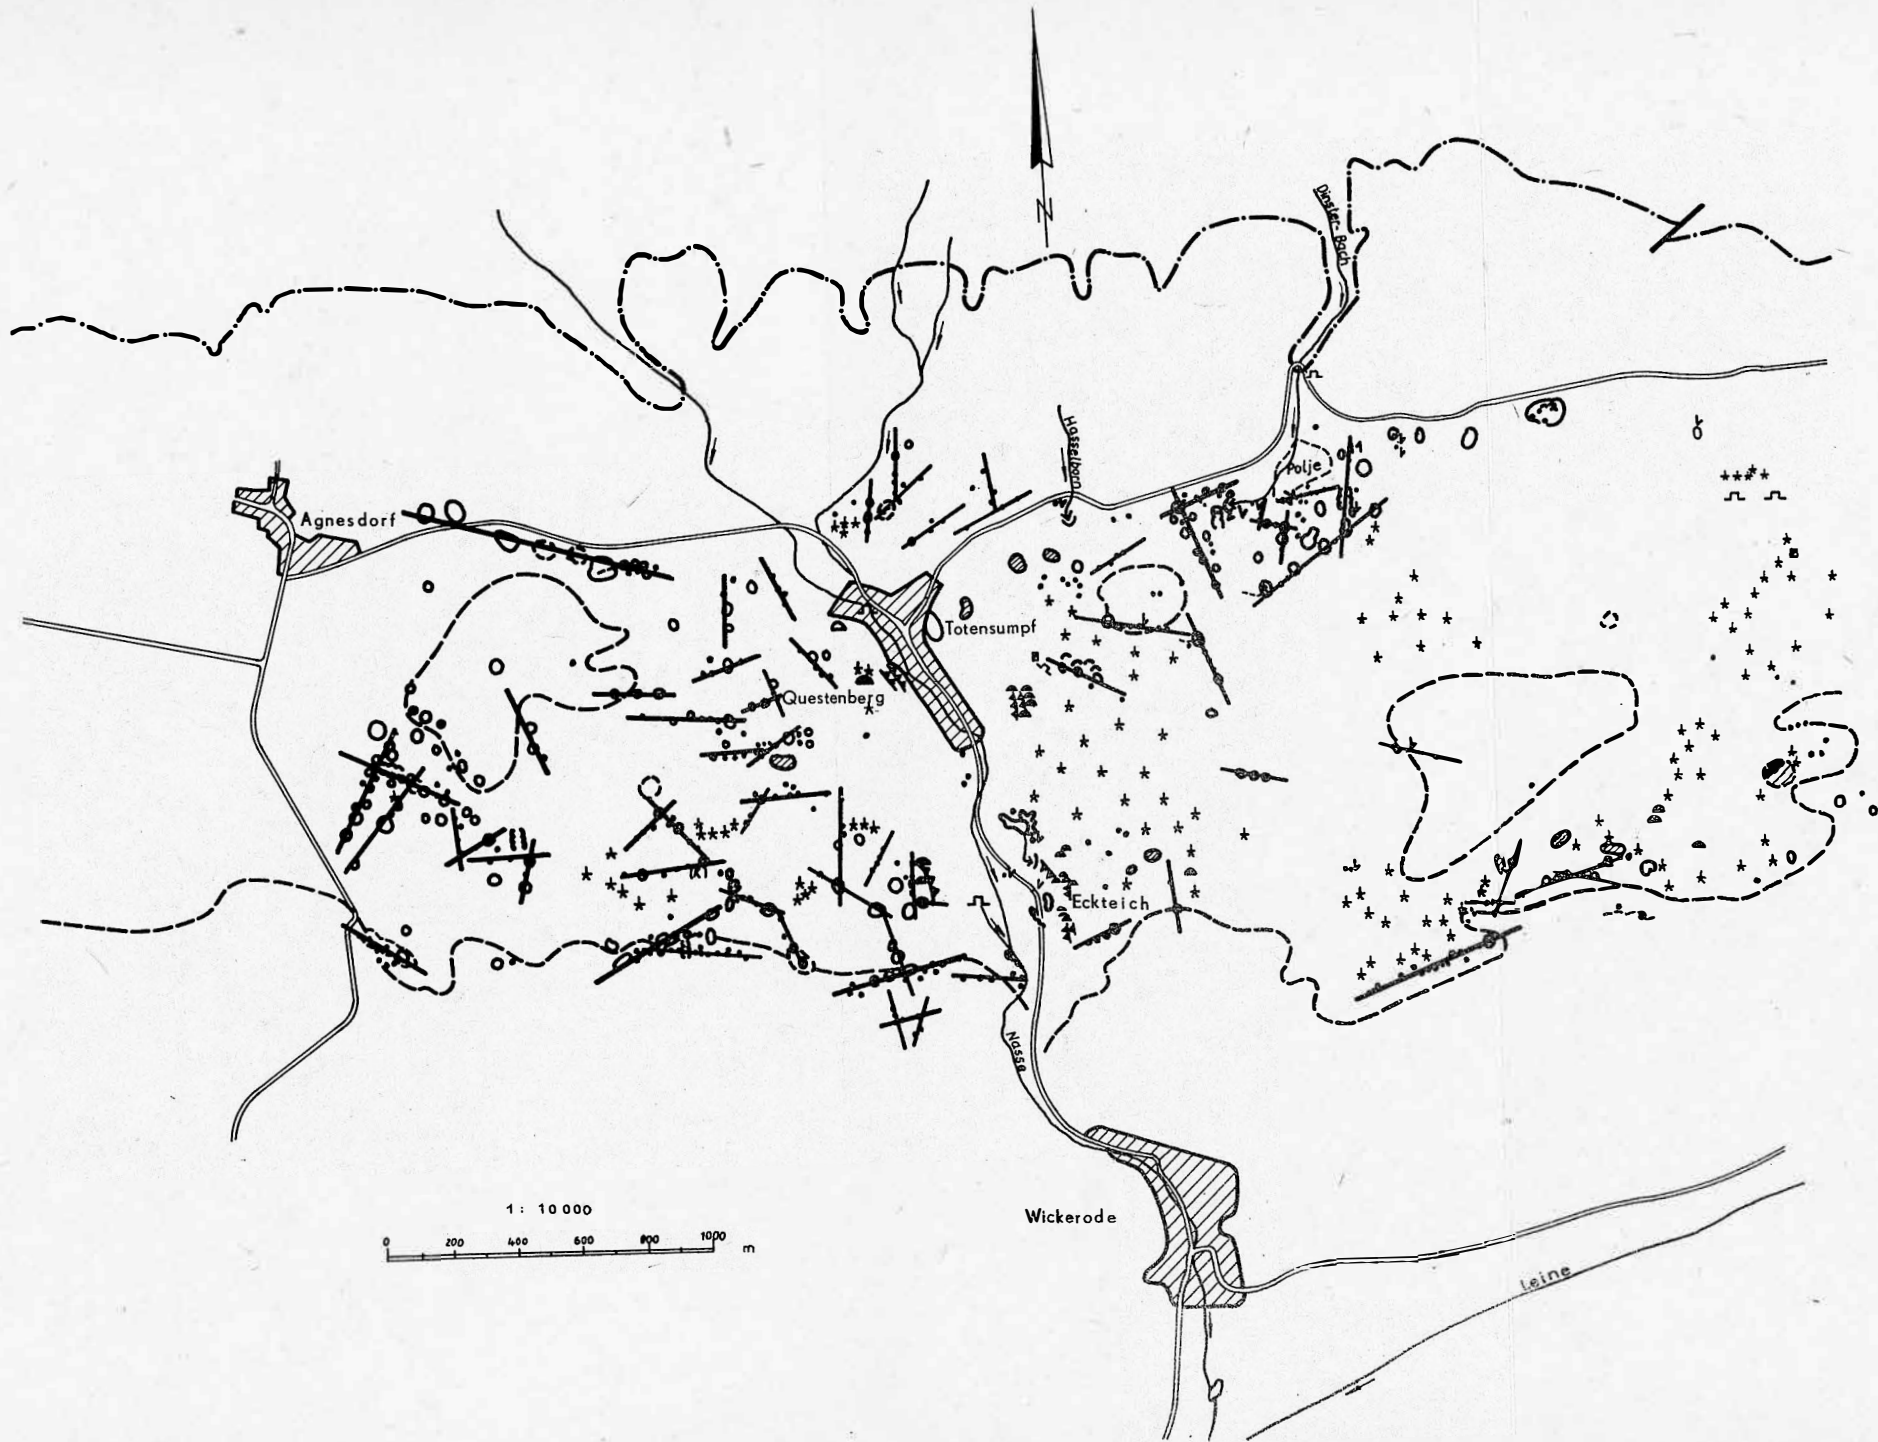 N
Dinster-Bach
Hasselborn
Polje
Agnesdorf
Totensumpf
Questenberg
Eckteich
Nasse
1: 10 000
0 200 400 600 800 1000 m
Wickerode
Leine